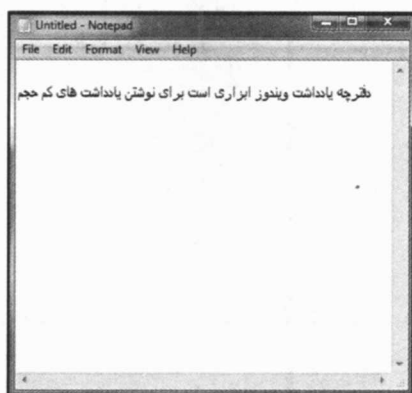 Untitled - Notepad
File Edit Format View Help
دفترچه یادداشت ویندوز ابزاری است برای نوشتن یادداشت های کم حجم